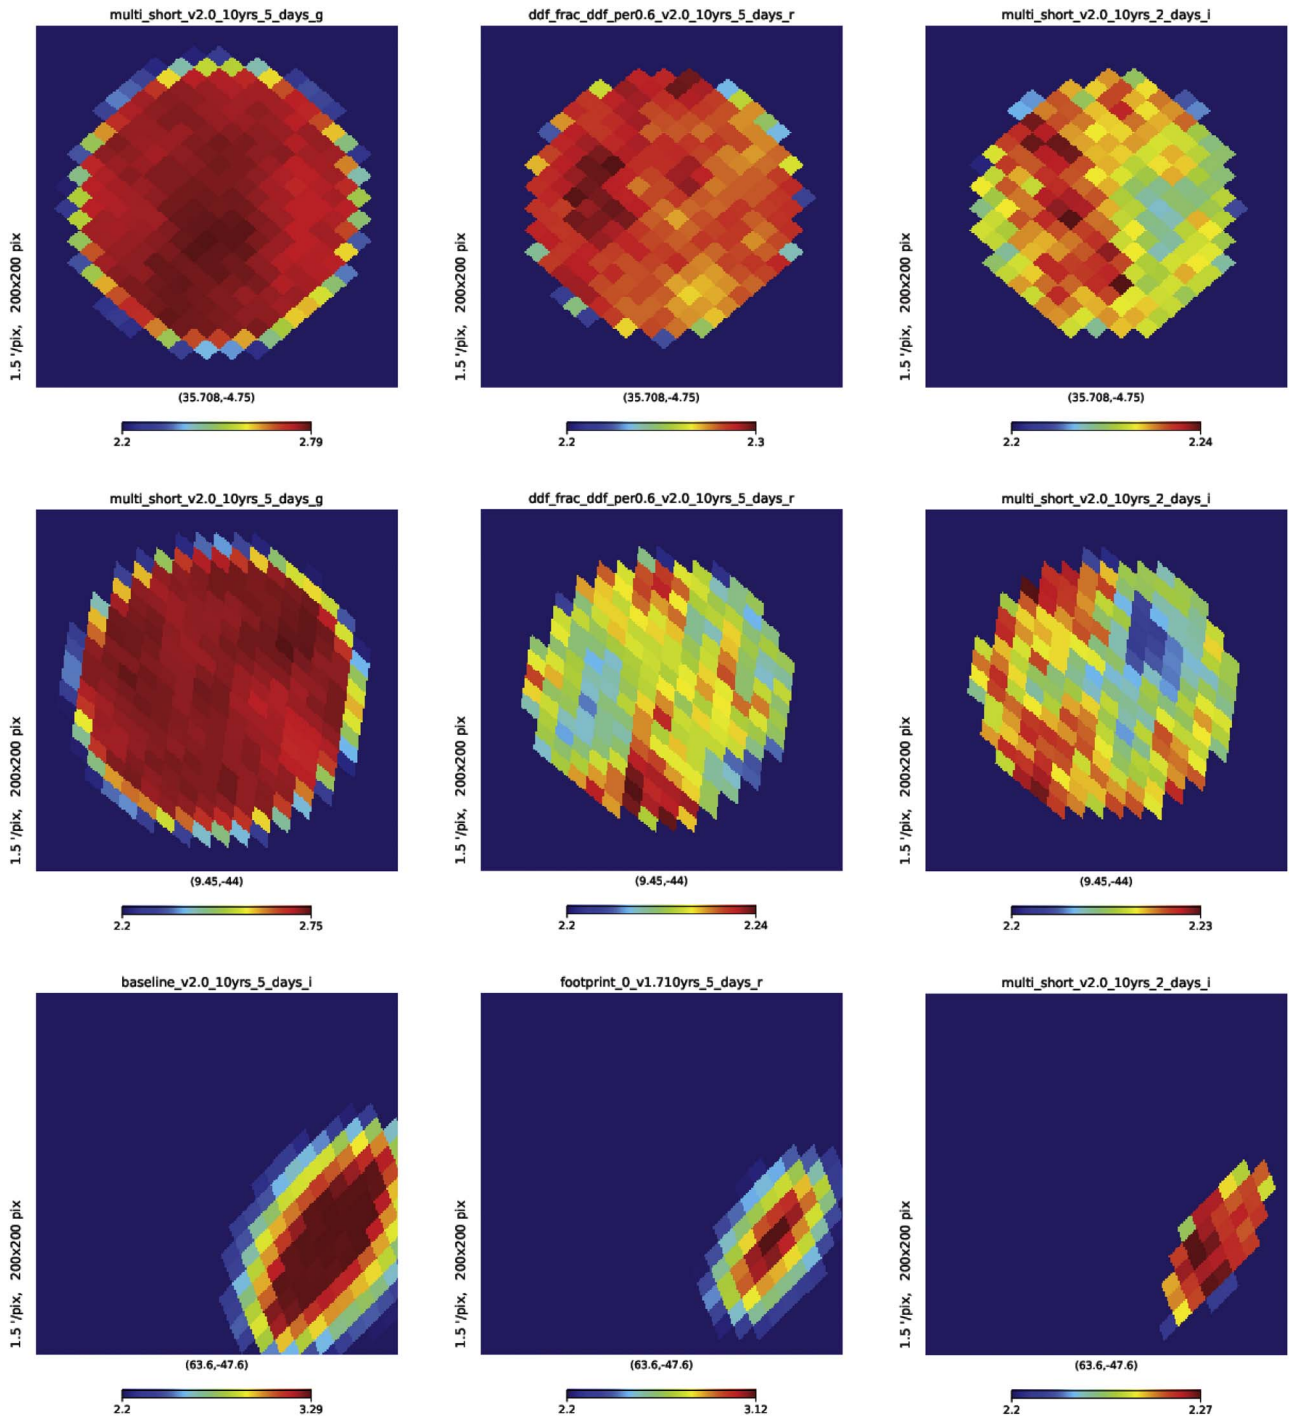 multi_short_v2.0_10yrs_5_days_g
ddf_frac_ddf_per0.6_v2.0_10yrs_5_days_r
multi_short_v2.0_10yrs_2_days_i
1.5 '/pix, 200x200 pix
1.5 '/pix, 200x200 pix
1.5 '/pix, 200x200 pix
(35.708,-4.75)
(35.708,-4.75)
(35.708,-4.75)
2.2 2.79
2.2 2.3
2.2 2.24
multi_short_v2.0_10yrs_5_days_g
ddf_frac_ddf_per0.6_v2.0_10yrs_5_days_r
multi_short_v2.0_10yrs_2_days_i
1.5 '/pix, 200x200 pix
1.5 '/pix, 200x200 pix
1.5 '/pix, 200x200 pix
(9.45,-44)
(9.45,-44)
(9.45,-44)
2.2 2.75
2.2 2.24
2.2 2.23
baseline_v2.0_10yrs_5_days_i
footprint_0_v1.710yrs_5_days_r
multi_short_v2.0_10yrs_2_days_i
1.5 '/pix, 200x200 pix
1.5 '/pix, 200x200 pix
1.5 '/pix, 200x200 pix
(63.6,-47.6)
(63.6,-47.6)
(63.6,-47.6)
2.2 3.29
2.2 3.12
2.2 2.27